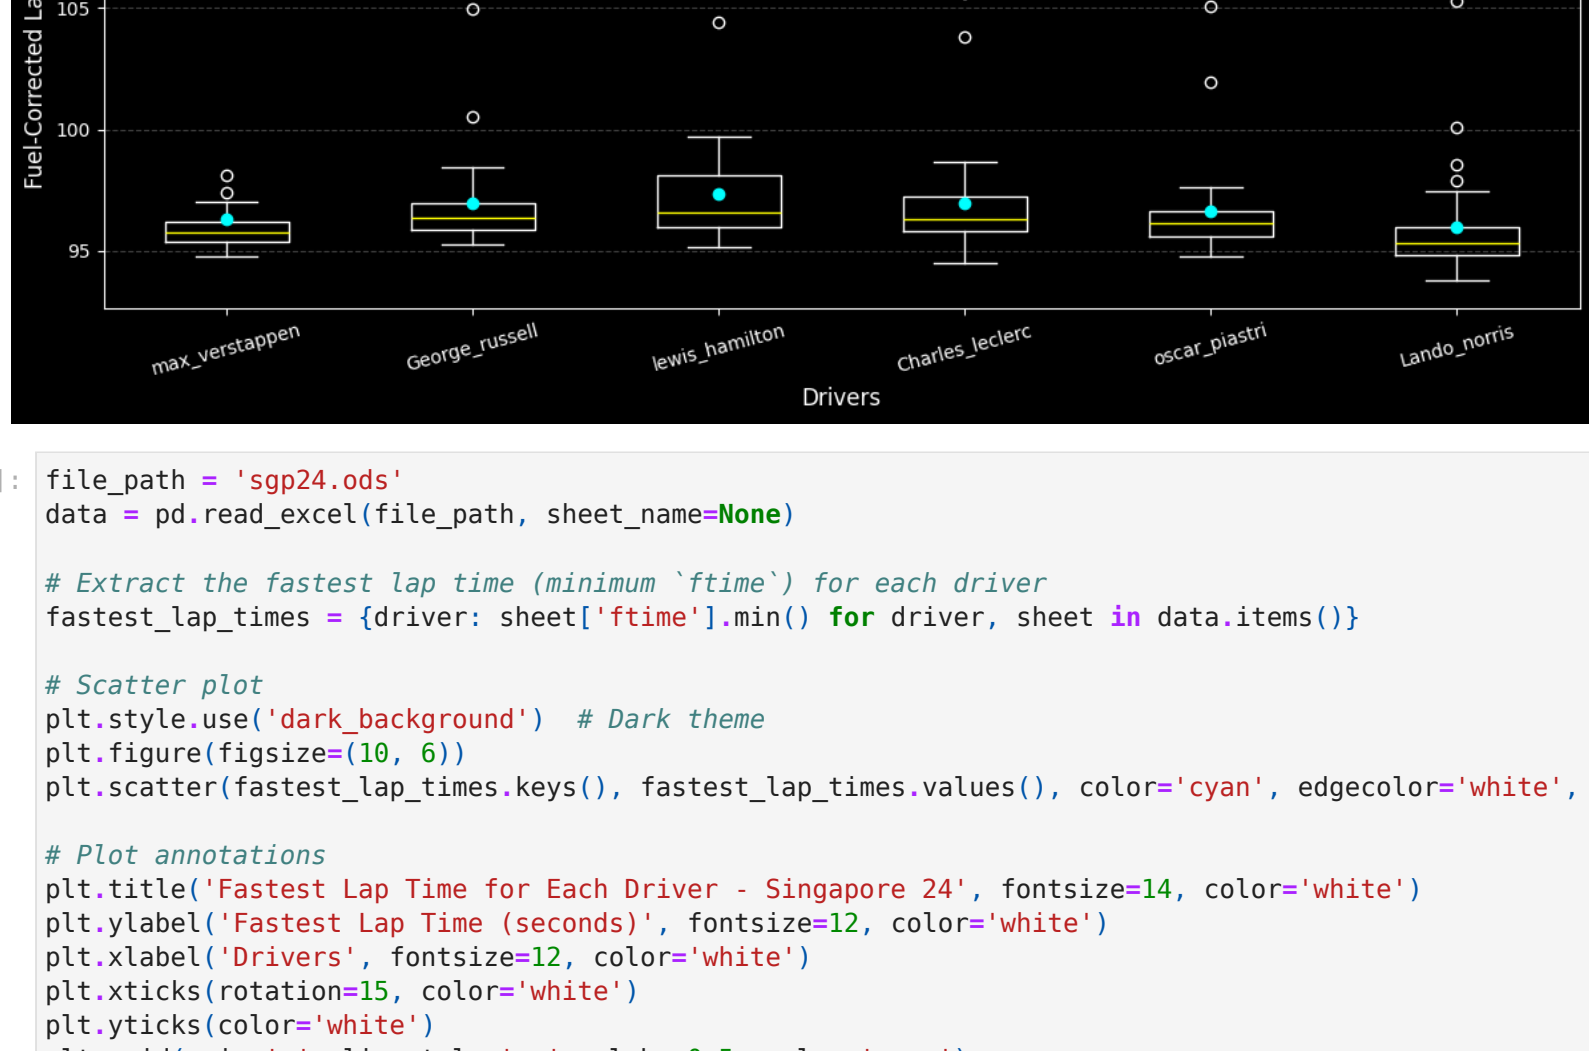 Fuel-Corrected La
105
100
95
max_verstappen George_russell lewis_hamilton Charles_leclerc oscar_piastri Lando_norris
Drivers
]:
file_path = 'sgp24.ods'
data = pd.read_excel(file_path, sheet_name=None)
# Extract the fastest lap time (minimum `ftime`) for each driver
fastest_lap_times = {driver: sheet['ftime'].min() for driver, sheet in data.items()}
# Scatter plot
plt.style.use('dark_background')  # Dark theme
plt.figure(figsize=(10, 6))
plt.scatter(fastest_lap_times.keys(), fastest_lap_times.values(), color='cyan', edgecolor='white',
# Plot annotations
plt.title('Fastest Lap Time for Each Driver - Singapore 24', fontsize=14, color='white')
plt.ylabel('Fastest Lap Time (seconds)', fontsize=12, color='white')
plt.xlabel('Drivers', fontsize=12, color='white')
plt.xticks(rotation=15, color='white')
plt.yticks(color='white')